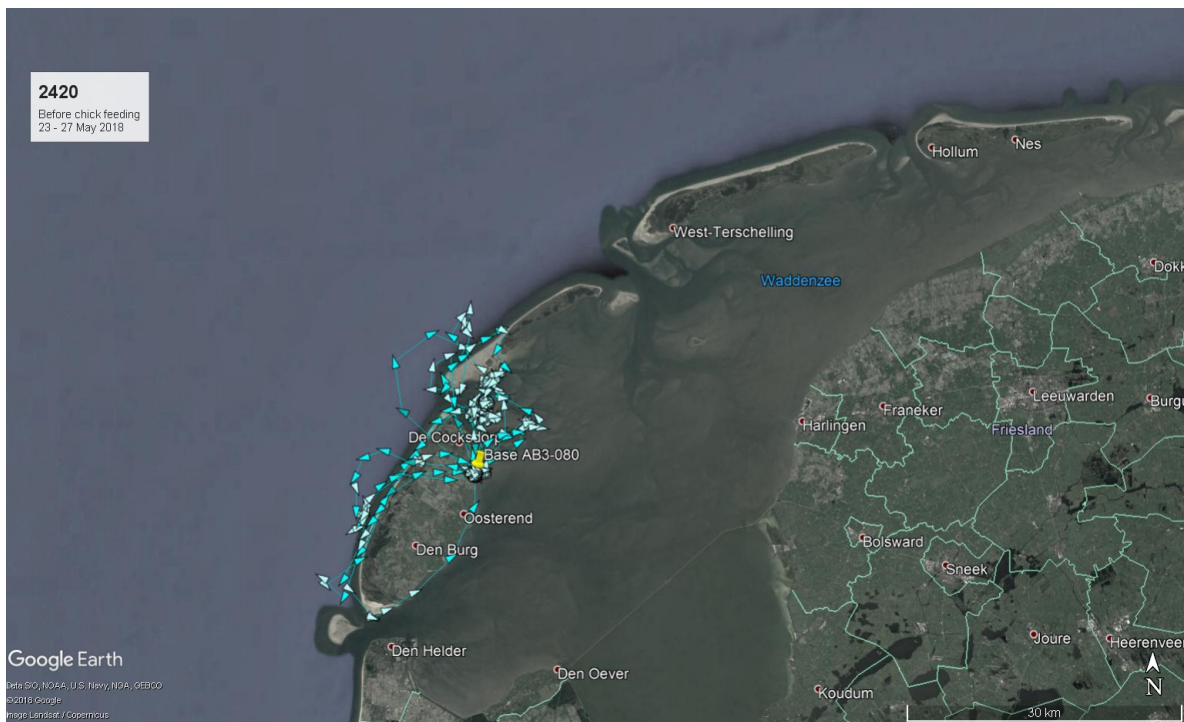 2420
Before chick feeding
23 - 27 May 2018
Hollum
Nes
West-Terschelling
Waddenzee
Dokk
De Cocksdorp
Base AB3-080
Oosterend
Den Burg
Harlingen
Franeker
Leeuwarden
Burgu
Friesland
Bolsward
Sneek
Den Helder
Den Oever
Joure
Heerenveen
Koudum
Google Earth
Data SIO, NOAA, U.S. Navy, NGA, GEBCO
©2018 Google
Image Landsat / Copernicus
N
30 km